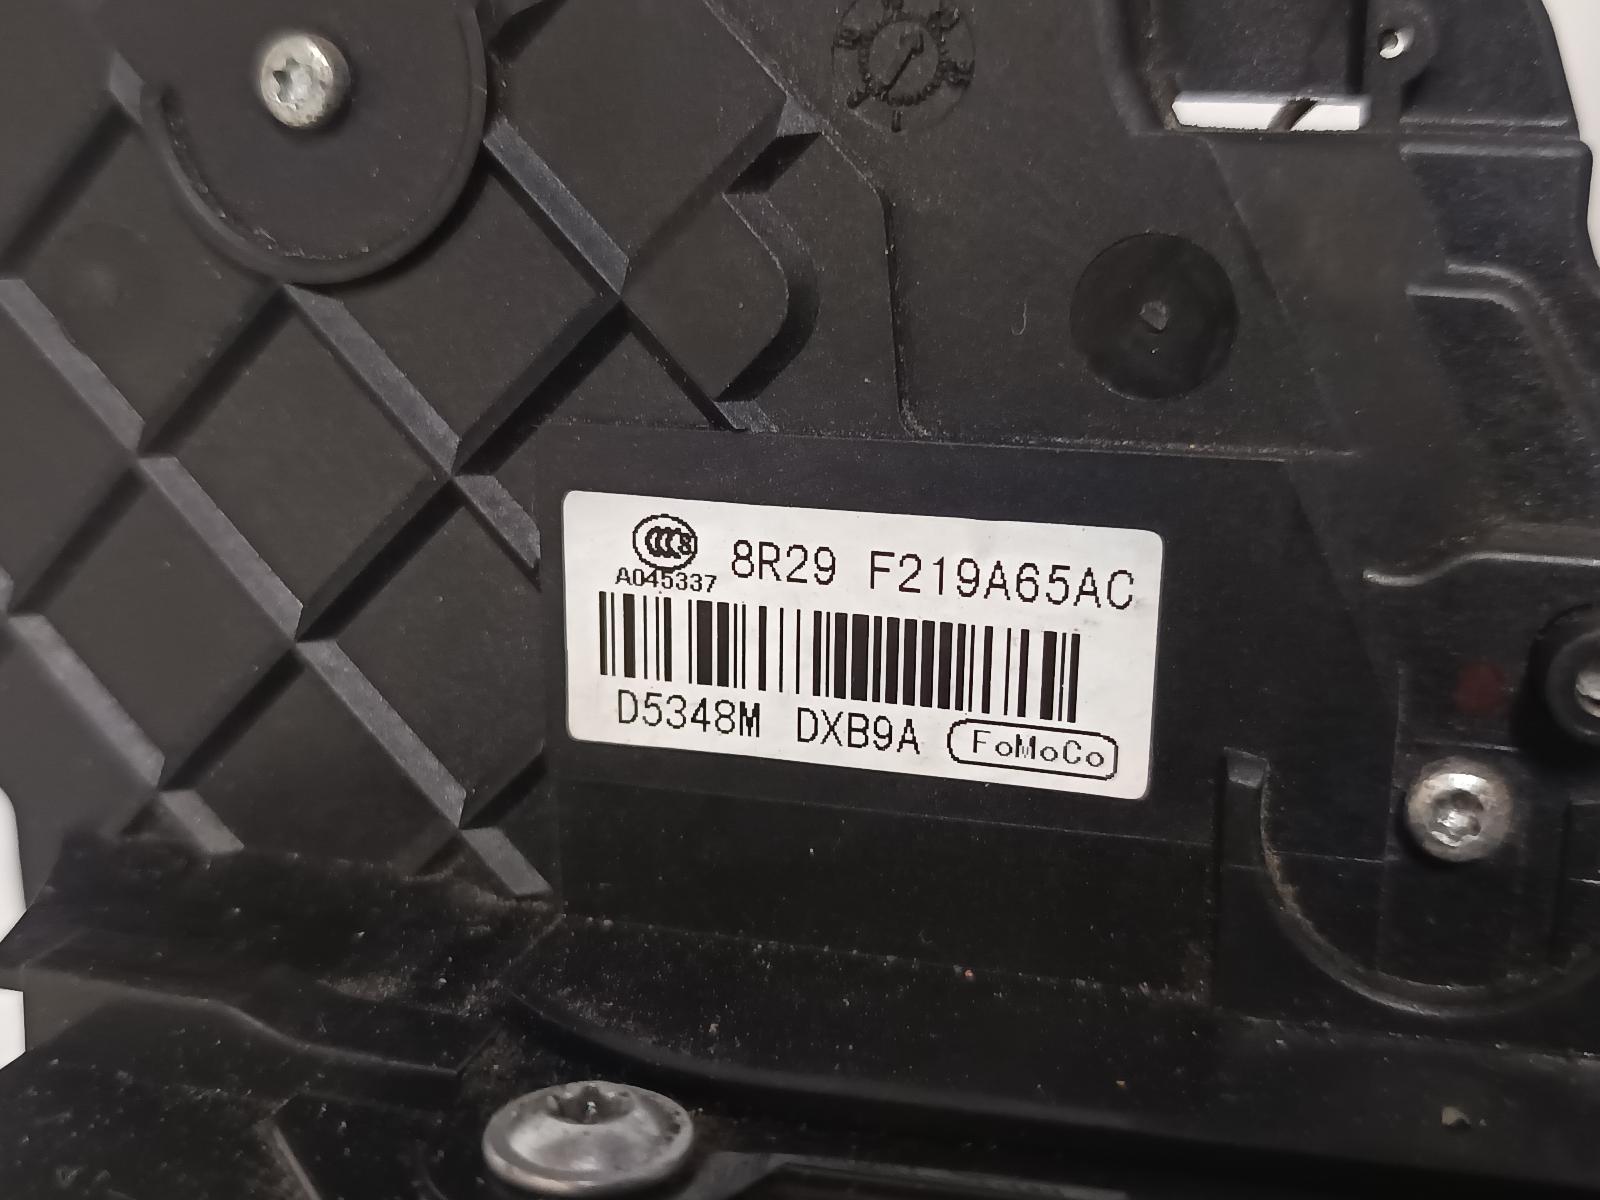 8R29 F219A65AC
A045337
D5348M DXB9A FoMoCo